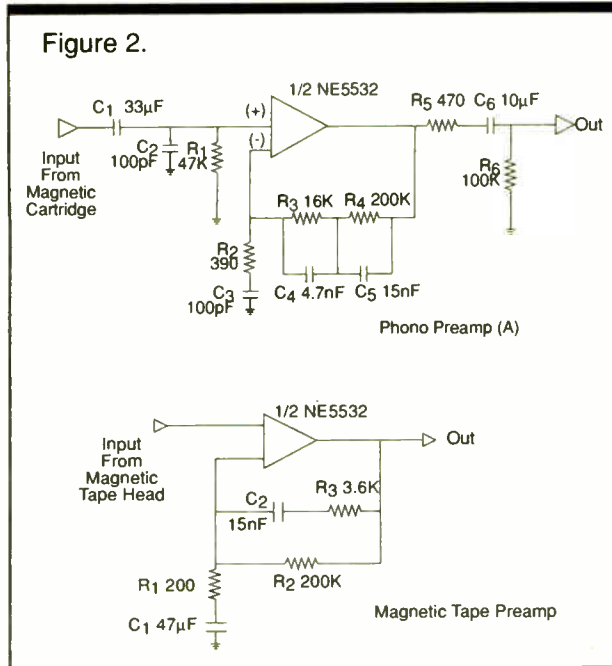 Figure 2.
1/2 NE5532
C1 33µF
R5 470 C6 10µF
(+)
(-)
Out
Input
From
Magnetic
Cartridge
C2
100pF
R1
47K
R6
100K
R3 16K R4 200K
R2
390
C3
100pF
C4 4.7nF C5 15nF
Phono Preamp (A)
1/2 NE5532
Out
Input
From
Magnetic
Tape Head
C2
15nF
R3 3.6K
R1 200
R2 200K
C1 47µF
Magnetic Tape Preamp